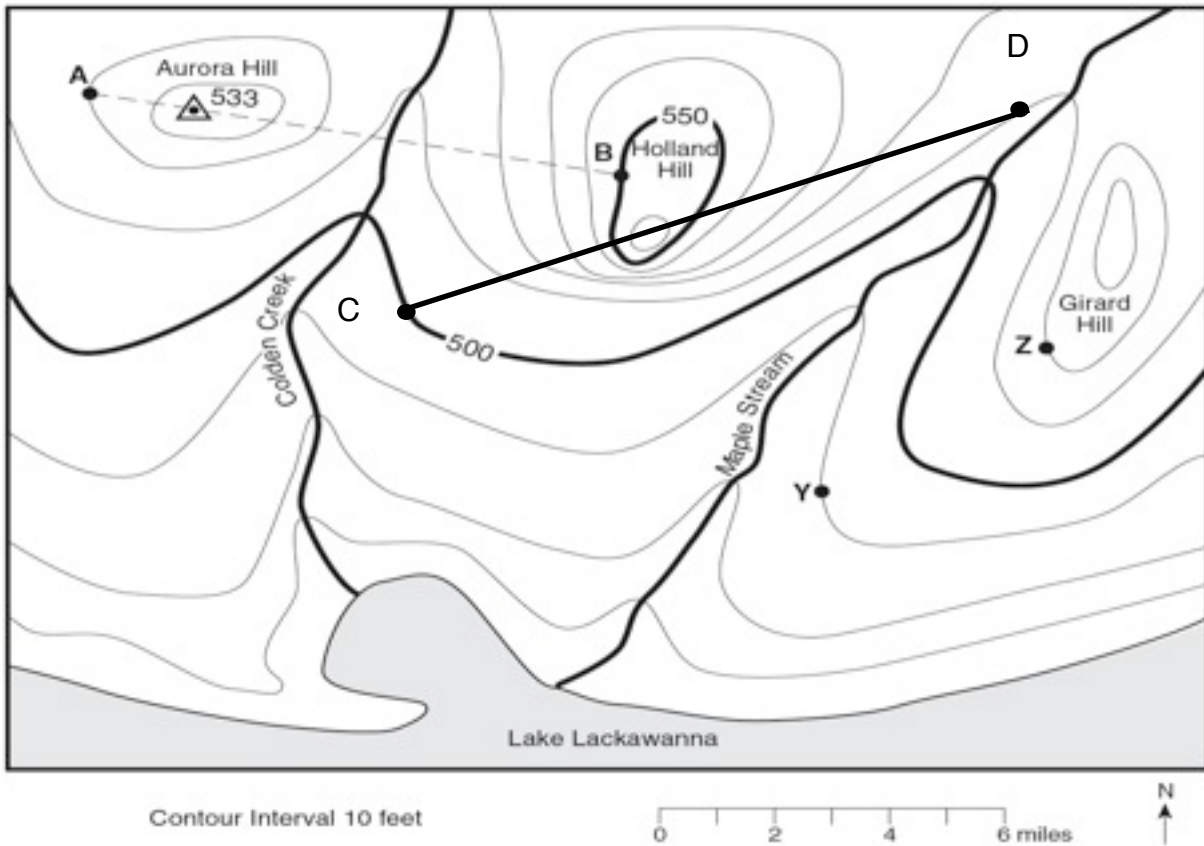 D
A
Aurora Hill
533
550
B
Holland
Hill
C
Colden Creek
500
Girard
Hill
Z
Maple Stream
Y
Lake Lackawanna
Contour Interval 10 feet
0 2 4 6 miles
N